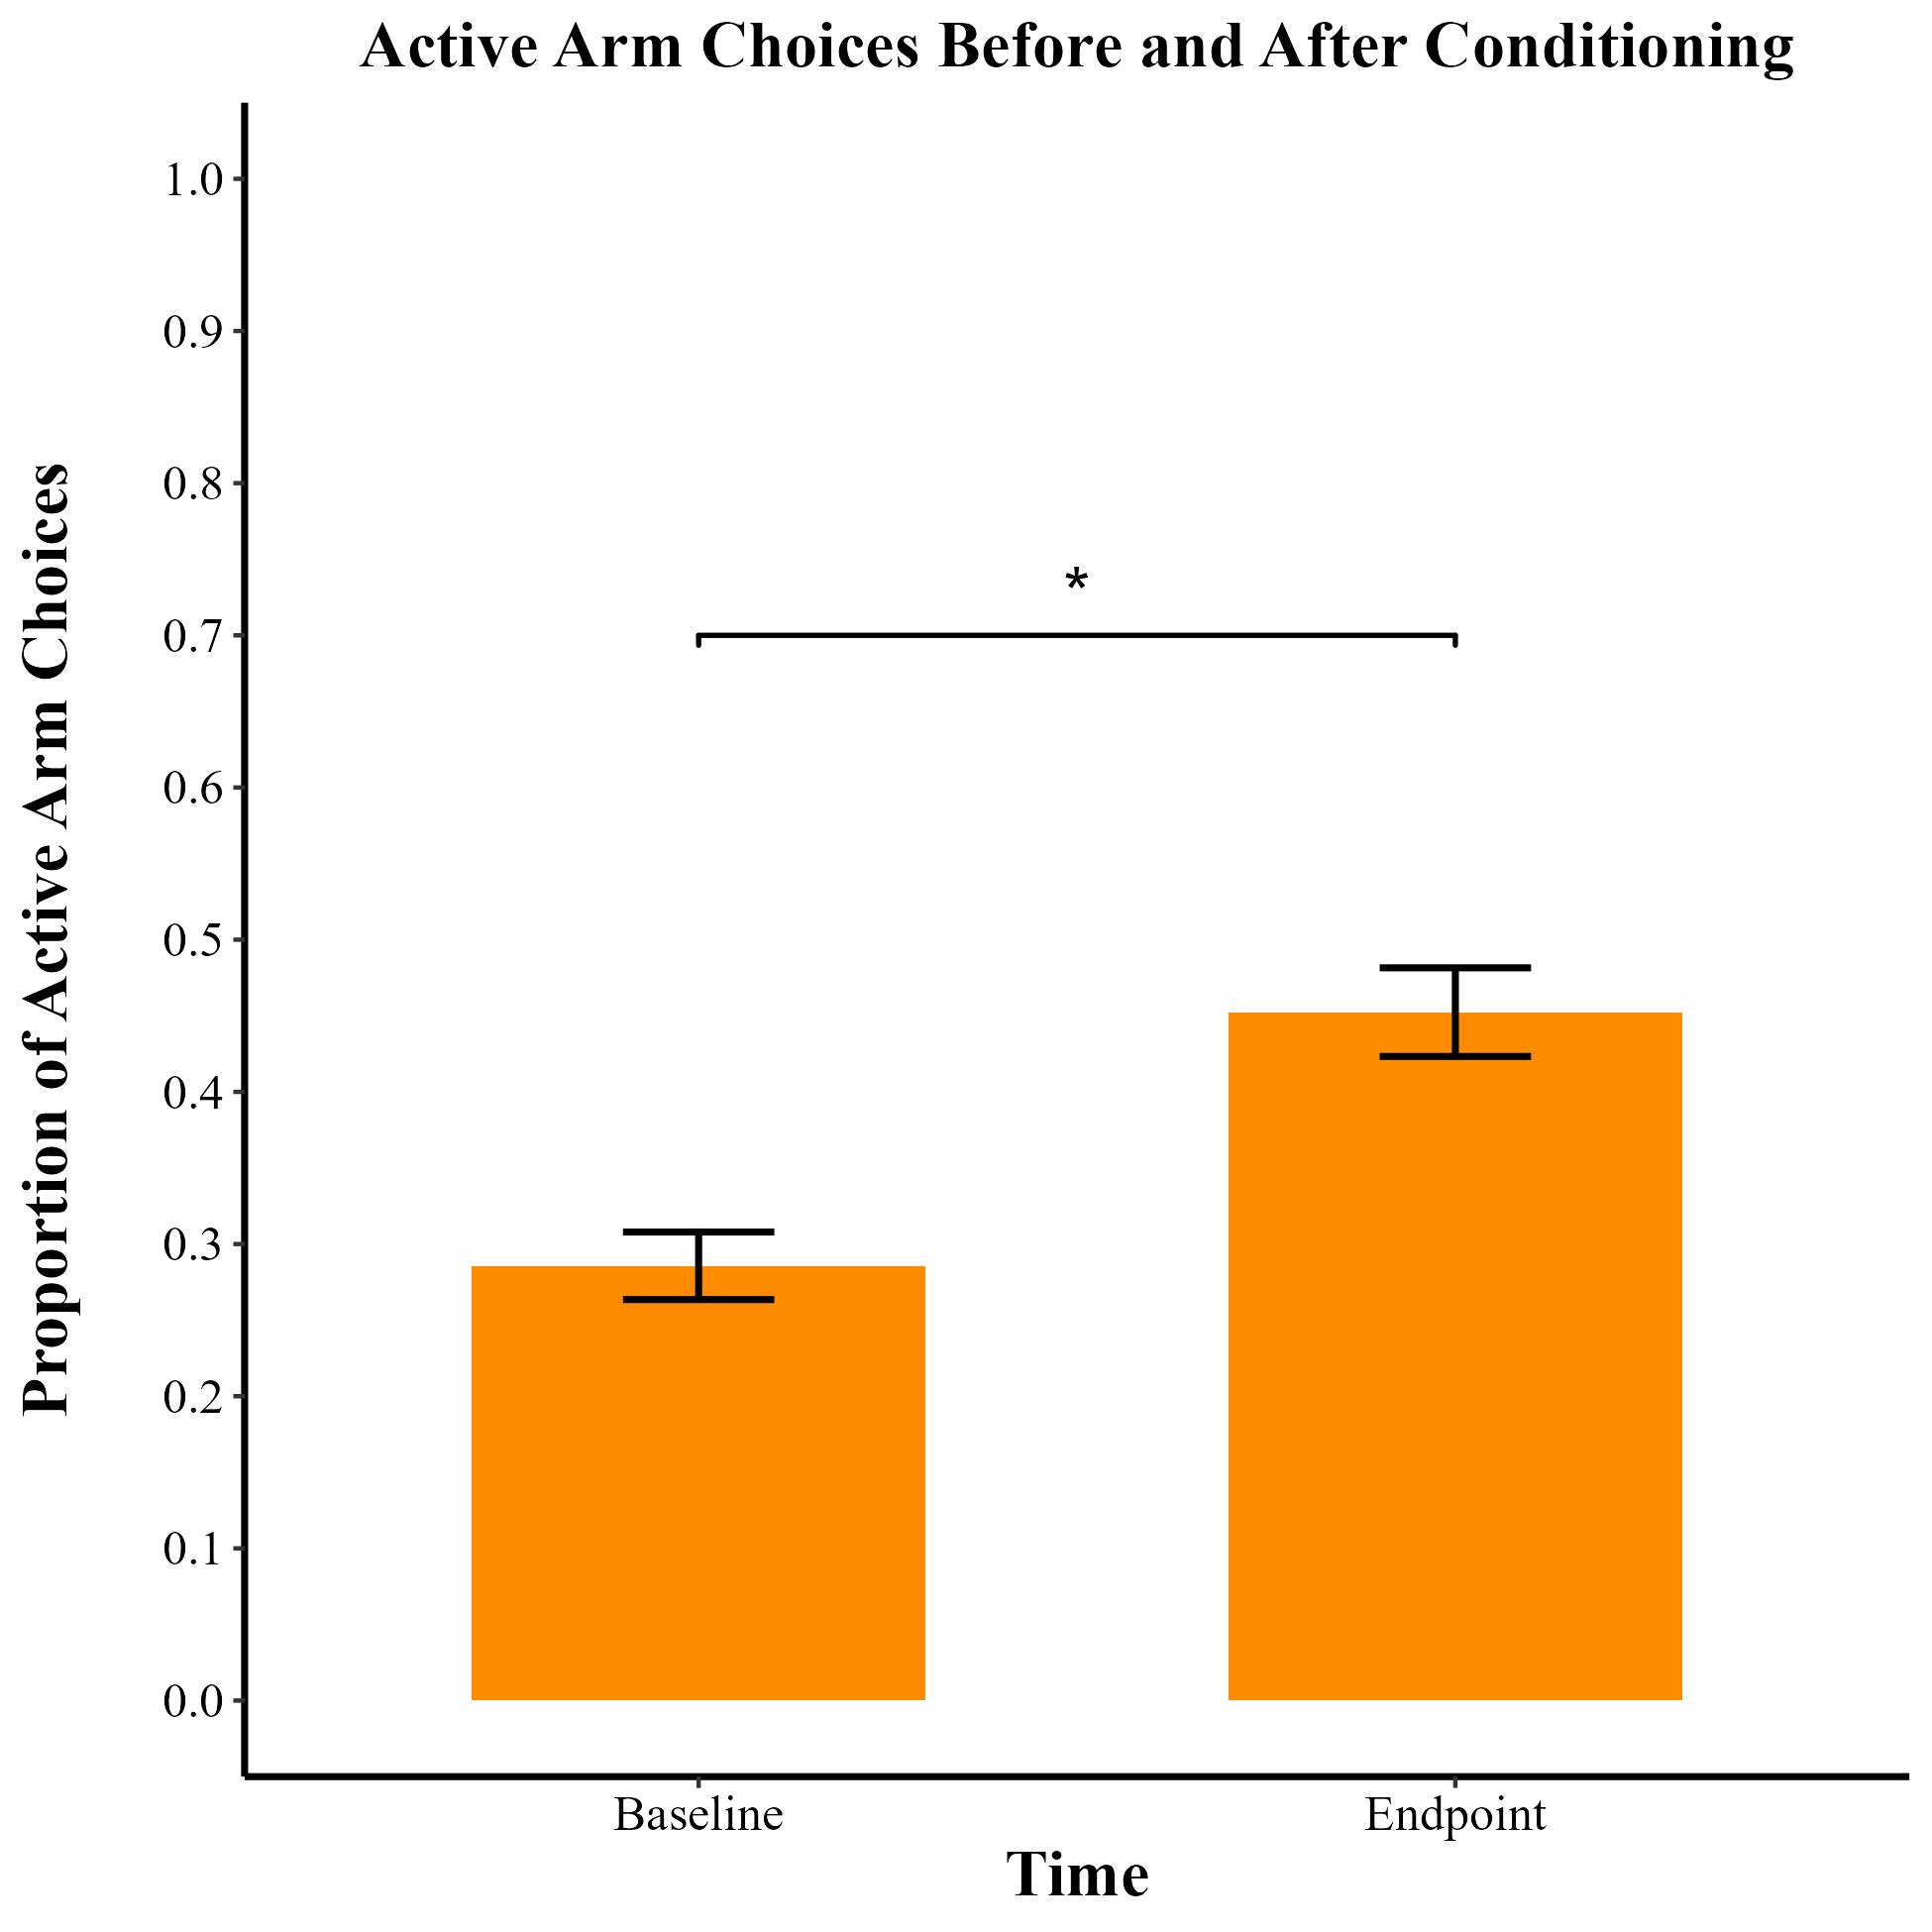 Active Arm Choices Before and After Conditioning
Proportion of Active Arm Choices
1.0
0.9
0.8
0.7
0.6
0.5
0.4
0.3
0.2
0.1
0.0
*
Baseline
Endpoint
Time